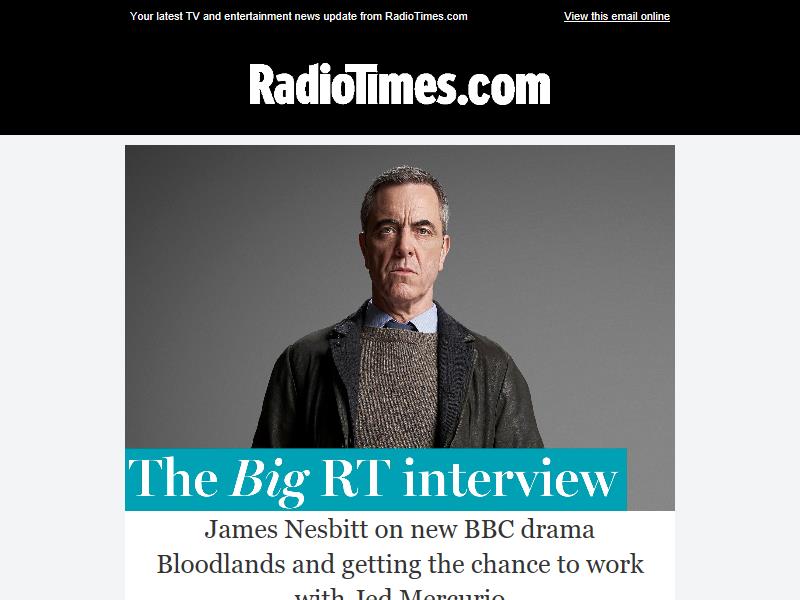 Your latest TV and entertainment news update from RadioTimes.com
View this email online
RadioTimes.com
The Big RT interview
James Nesbitt on new BBC drama
Bloodlands and getting the chance to work
with Jed Mercurio